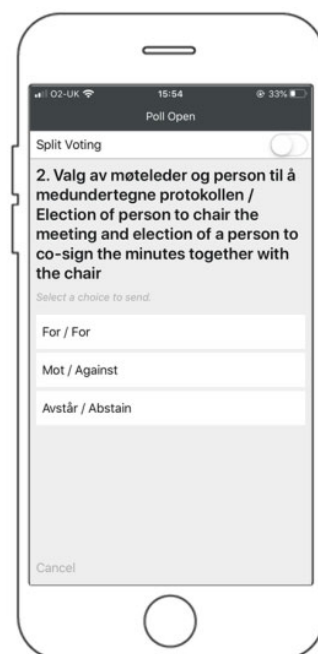 O2-UK 15:54 33%
Poll Open
Split Voting
2. Valg av møteleder og person til å
medundertegne protokollen /
Election of person to chair the
meeting and election of a person to
co-sign the minutes together with
the chair
Select a choice to send.
For / For
Mot / Against
Avstår / Abstain
Cancel